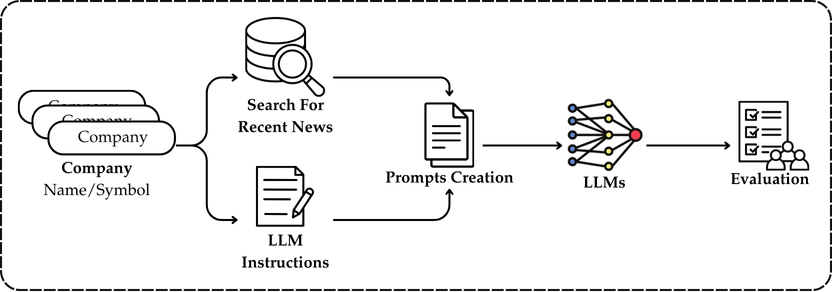 Company
Company
Company
Company
Name/Symbol
Search For
Recent News
LLM
Instructions
Prompts Creation
LLMs
Evaluation